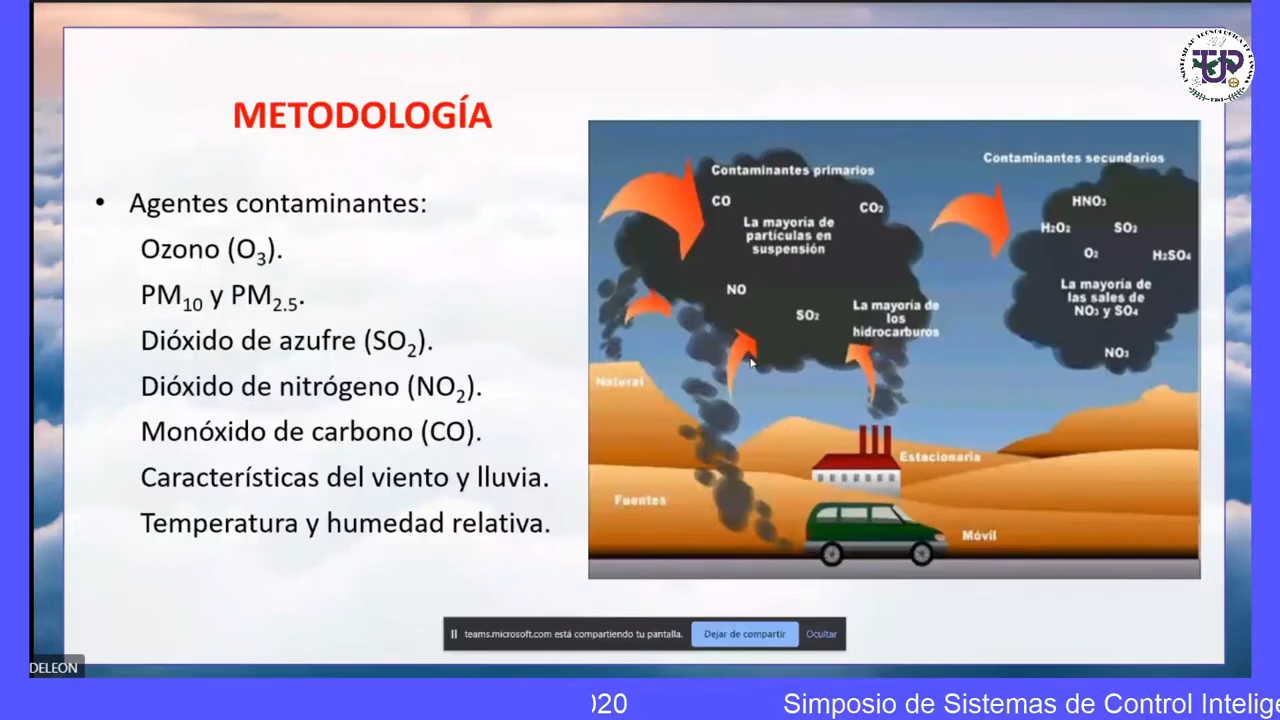 METODOLOGÍA
• Agentes contaminantes:
Ozono (O₃).
PM₁₀ y PM₂.₅.
Dióxido de azufre (SO₂).
Dióxido de nitrógeno (NO₂).
Monóxido de carbono (CO).
Características del viento y lluvia.
Temperatura y humedad relativa.
Contaminantes primarios
CO
CO₂
La mayoría de
partículas en
suspensión
NO
SO₂
La mayoría de
los
hidrocarburos
Contaminantes secundarios
HNO₃
H₂O₂
SO₂
O₂
H₂SO₄
La mayoría de
las sales de
NO₃ y SO₄
NO₃
Natural
Estacionaria
Fuentes
Móvil
UTP
teams.microsoft.com está compartiendo tu pantalla.
Dejar de compartir
Ocultar
DELEON
020
Simposio de Sistemas de Control Intelige